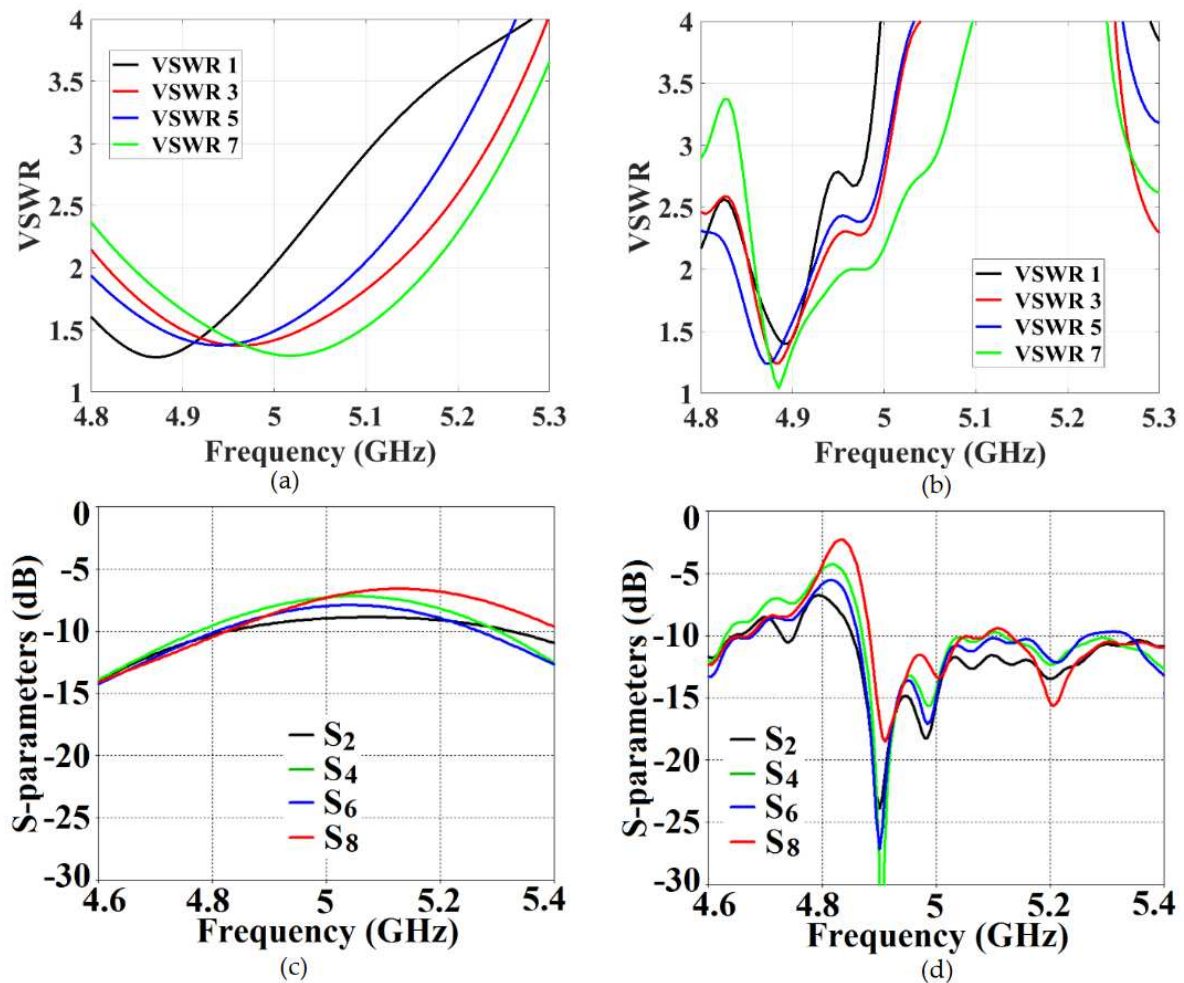 4
3.5
3
2.5
2
1.5
1
VSWR
VSWR 1
VSWR 3
VSWR 5
VSWR 7
4.8 4.9 5 5.1 5.2 5.3
Frequency (GHz)
(a)
4
3.5
3
2.5
2
1.5
1
VSWR
VSWR 1
VSWR 3
VSWR 5
VSWR 7
4.8 4.9 5 5.1 5.2 5.3
Frequency (GHz)
(b)
0
-5
-10
-15
-20
-25
-30
S-parameters (dB)
S2
S4
S6
S8
4.6 4.8 5 5.2 5.4
Frequency (GHz)
(c)
0
-5
-10
-15
-20
-25
-30
S-parameters (dB)
S2
S4
S6
S8
4.6 4.8 5 5.2 5.4
Frequency (GHz)
(d)